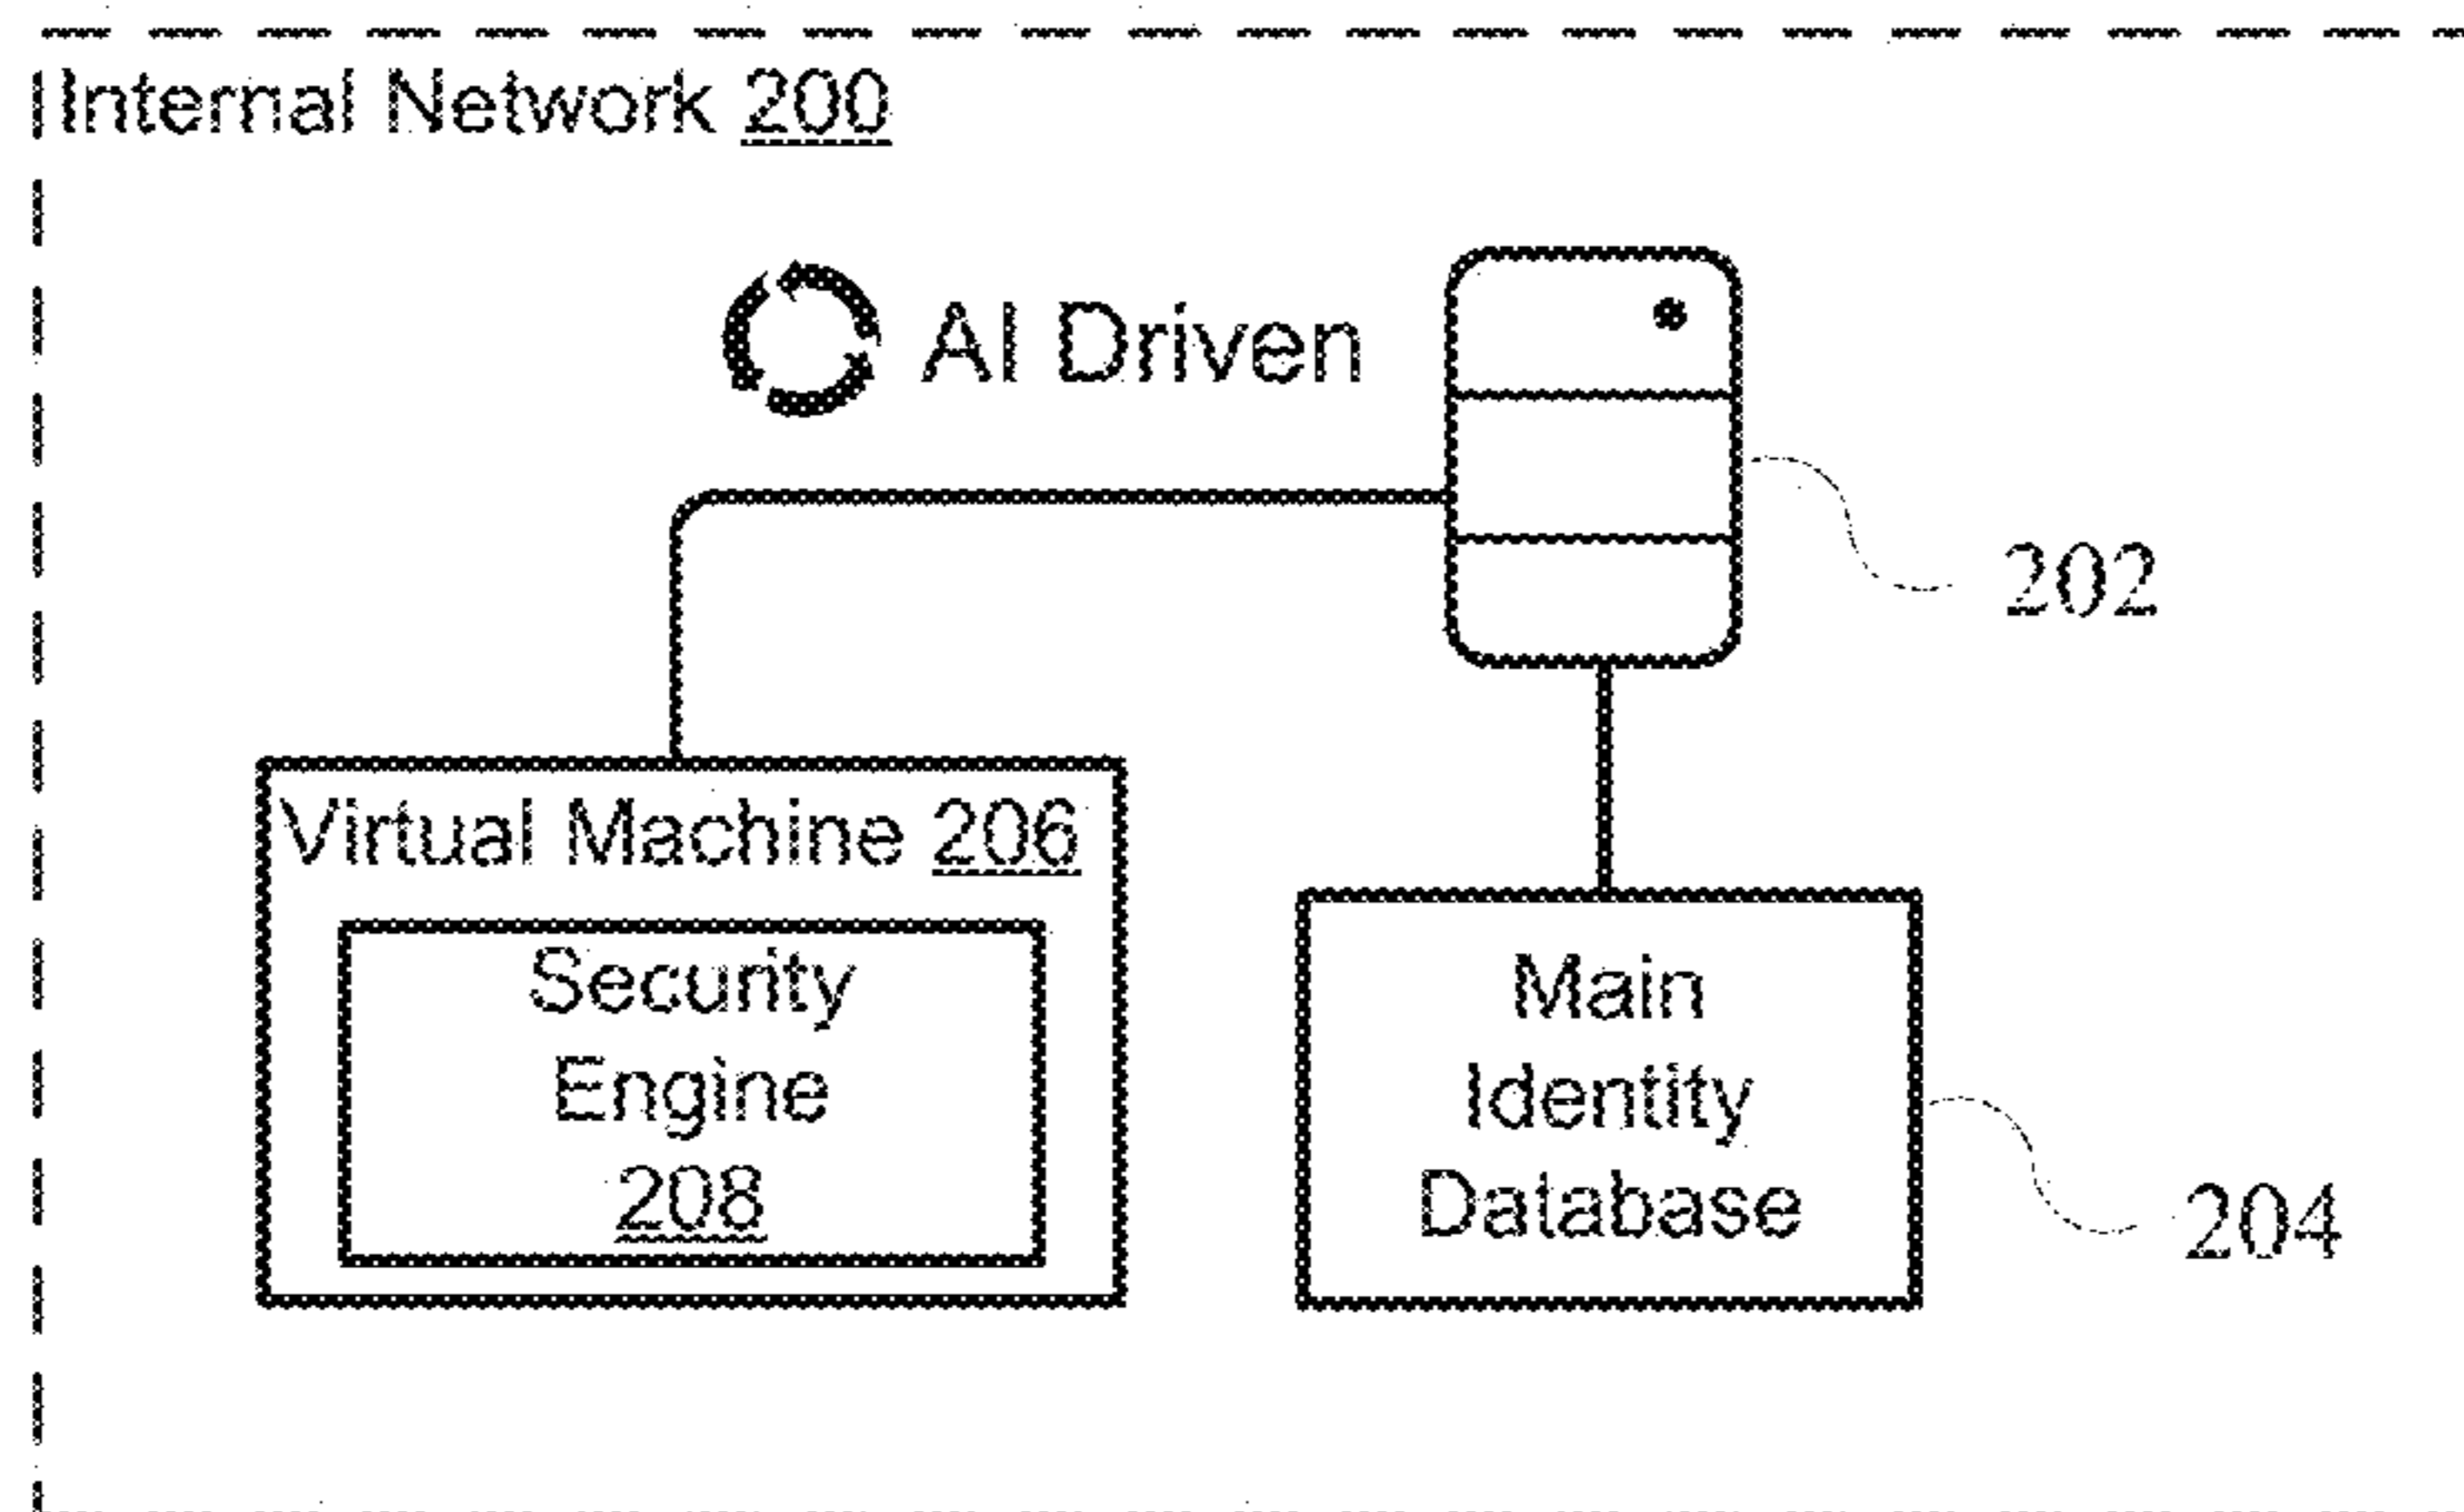 Internal Network 200
AI Driven
202
Virtual Machine 206
Security
Engine
208
Main
Identity
Database
204